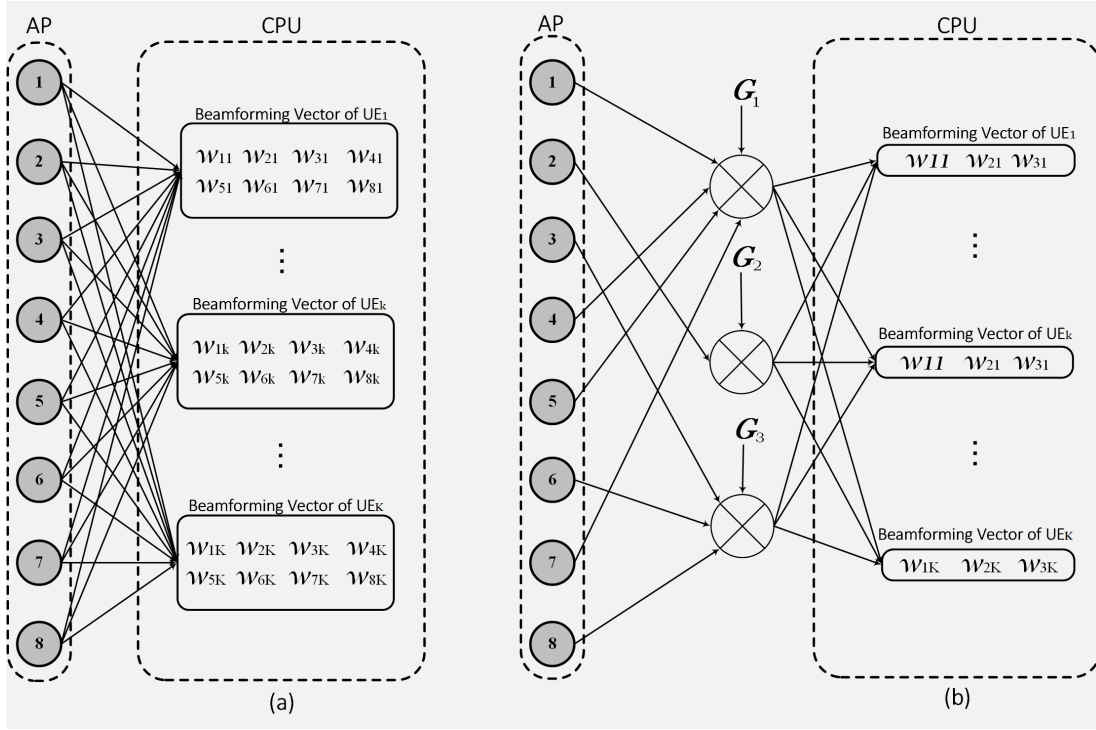 AP
CPU
1
2
3
4
5
6
7
8
Beamforming Vector of UE1
w11 w21 w31 w41
w51 w61 w71 w81
⋮
Beamforming Vector of UEk
w1k w2k w3k w4k
w5k w6k w7k w8k
⋮
Beamforming Vector of UEK
w1K w2K w3K w4K
w5K w6K w7K w8K
(a)
AP
CPU
1
2
3
4
5
6
7
8
G1
G2
G3
Beamforming Vector of UE1
w11 w21 w31
⋮
Beamforming Vector of UEk
w11 w21 w31
⋮
Beamforming Vector of UEK
w1K w2K w3K
(b)